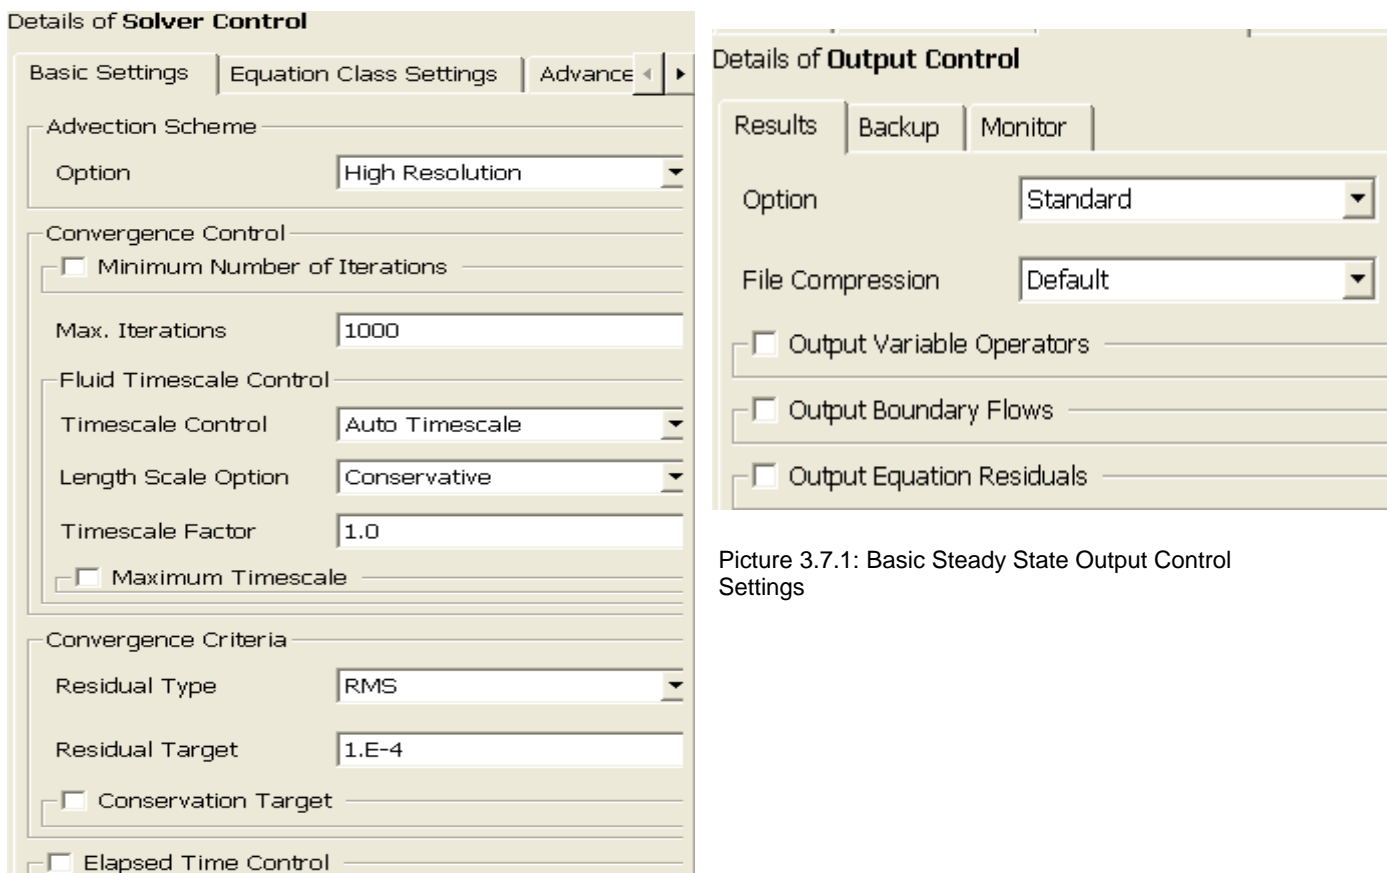 Details of Solver Control
Basic Settings
Equation Class Settings
Advance
Advection Scheme
Option
High Resolution
Convergence Control
Minimum Number of Iterations
Max. Iterations
1000
Fluid Timescale Control
Timescale Control
Auto Timescale
Length Scale Option
Conservative
Timescale Factor
1.0
Maximum Timescale
Convergence Criteria
Residual Type
RMS
Residual Target
1.E-4
Conservation Target
Elapsed Time Control
Details of Output Control
Results
Backup
Monitor
Option
Standard
File Compression
Default
Output Variable Operators
Output Boundary Flows
Output Equation Residuals
Picture 3.7.1: Basic Steady State Output Control
Settings